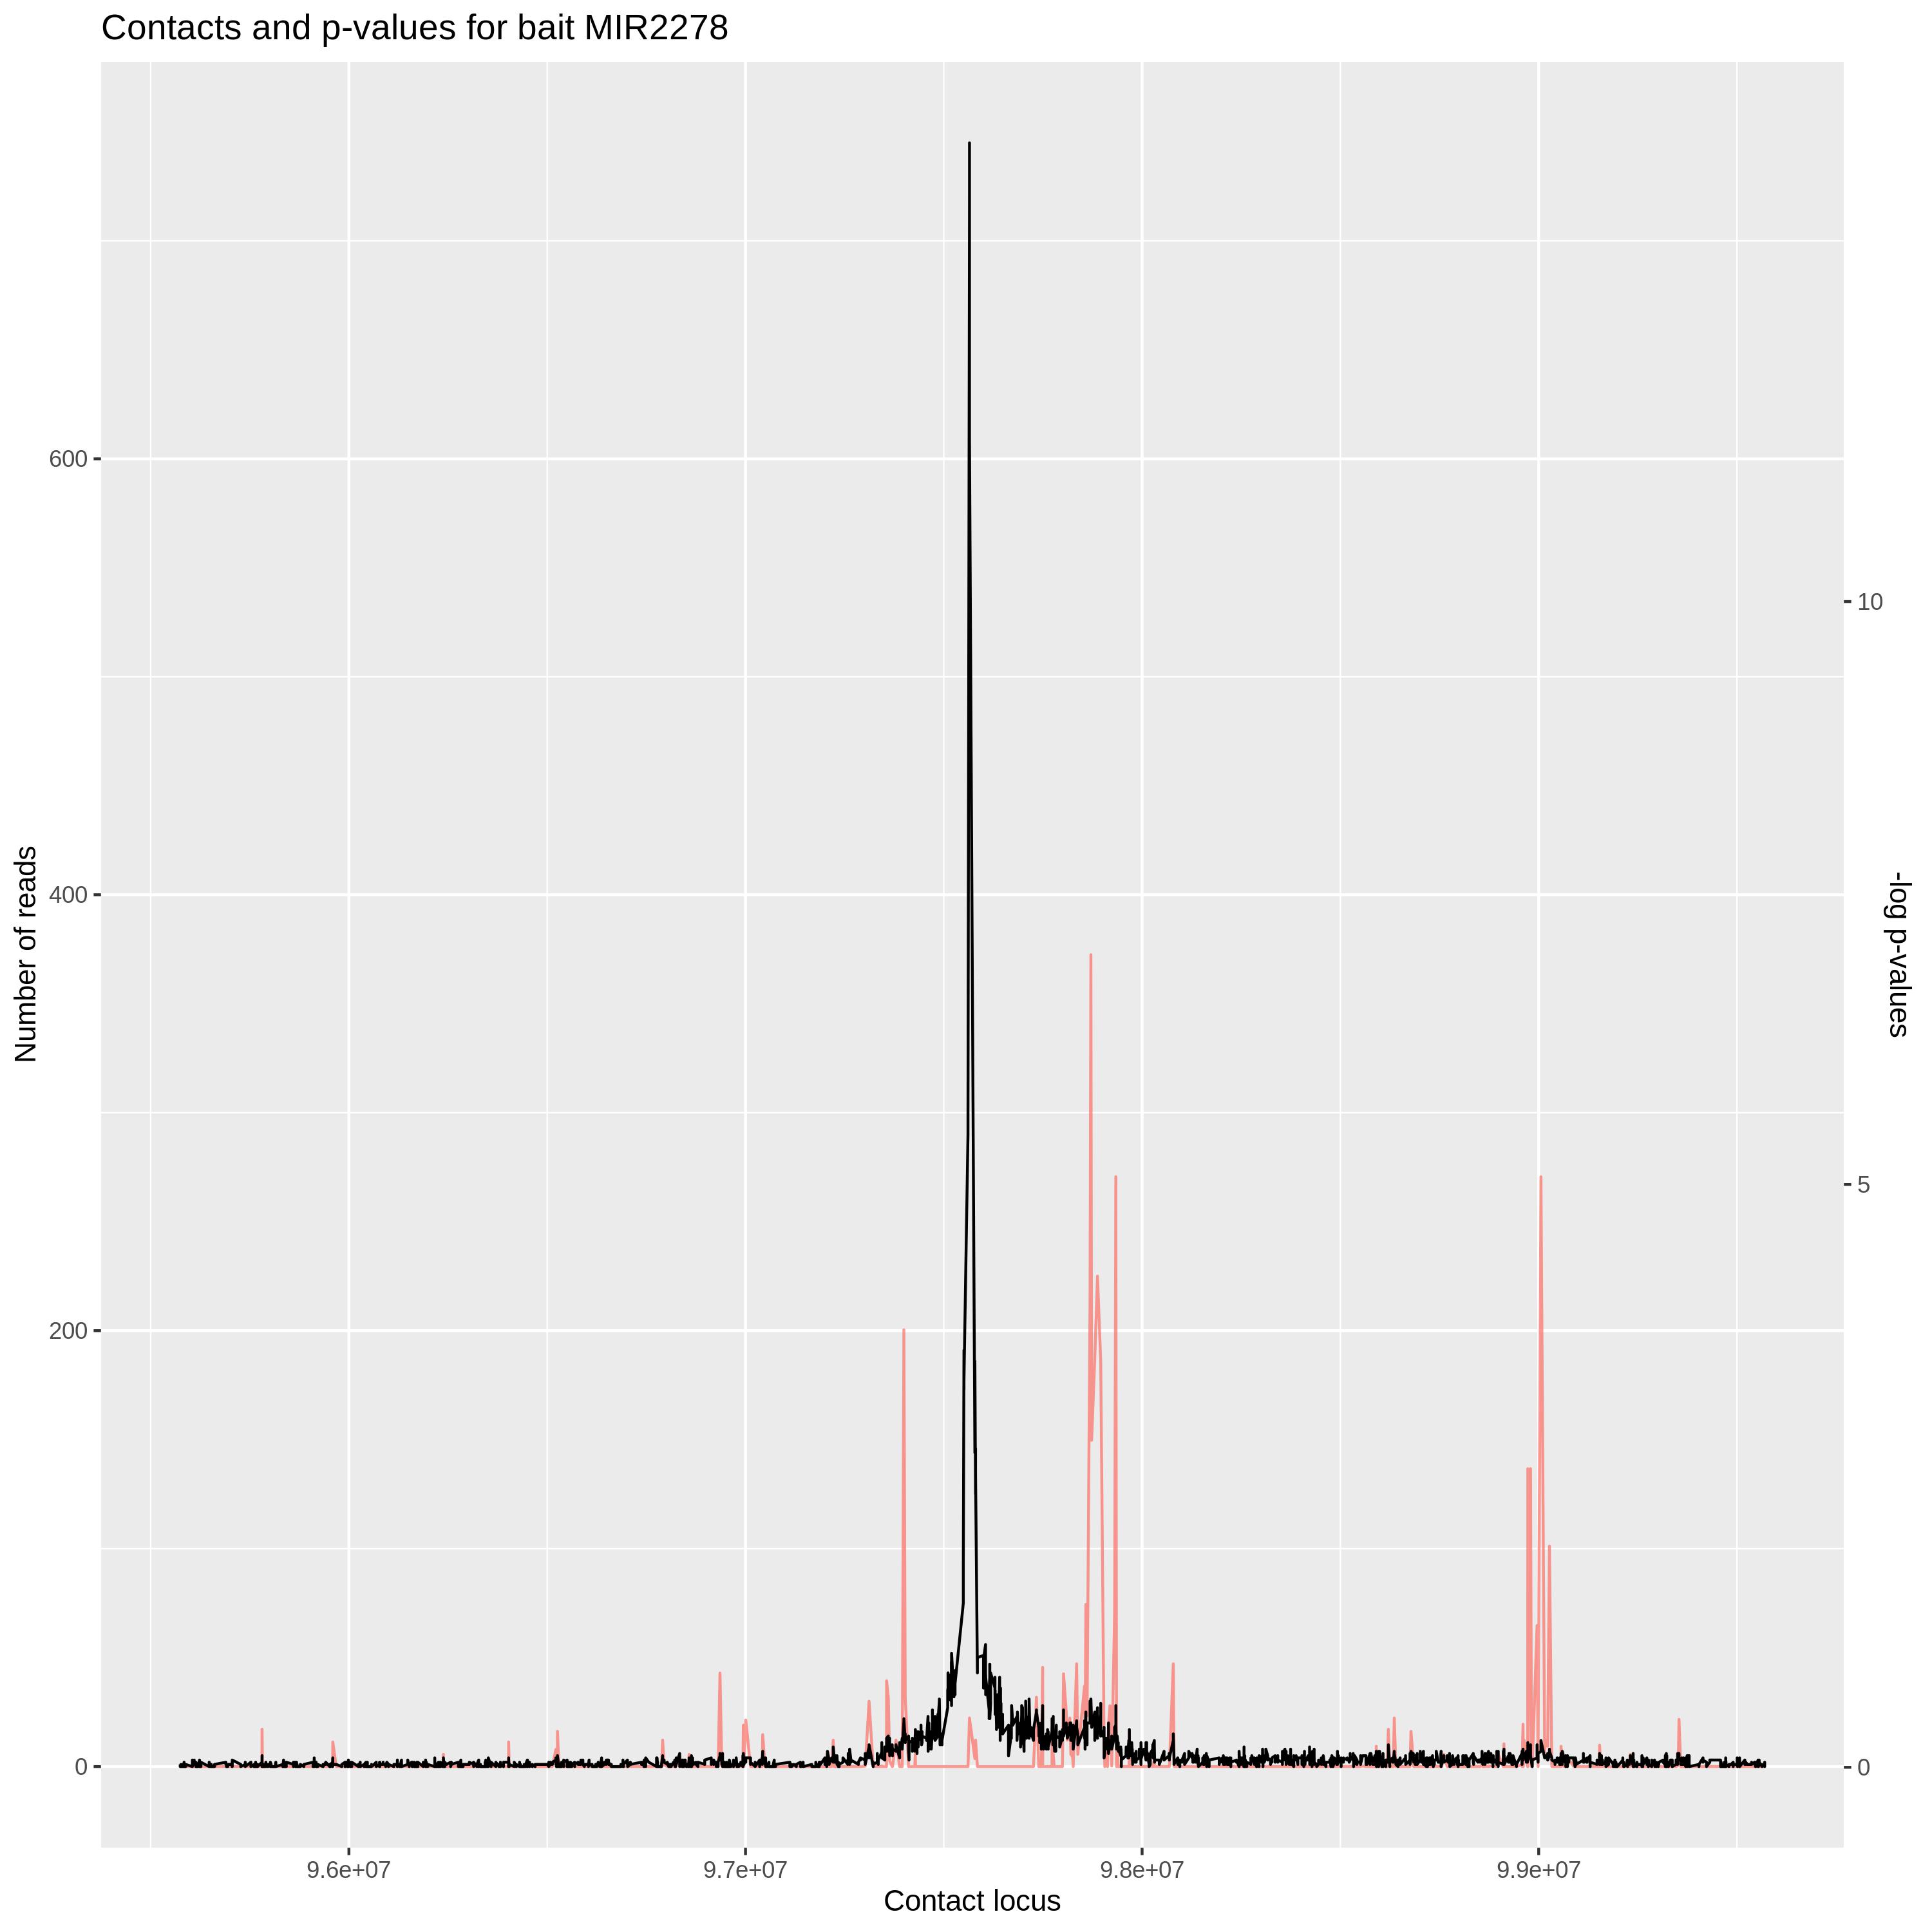 Contacts and p-values for bait MIR2278
Number of reads
600
400
200
0
10
5
0
-log p-values
9.6e+07
9.7e+07
9.8e+07
9.9e+07
Contact locus